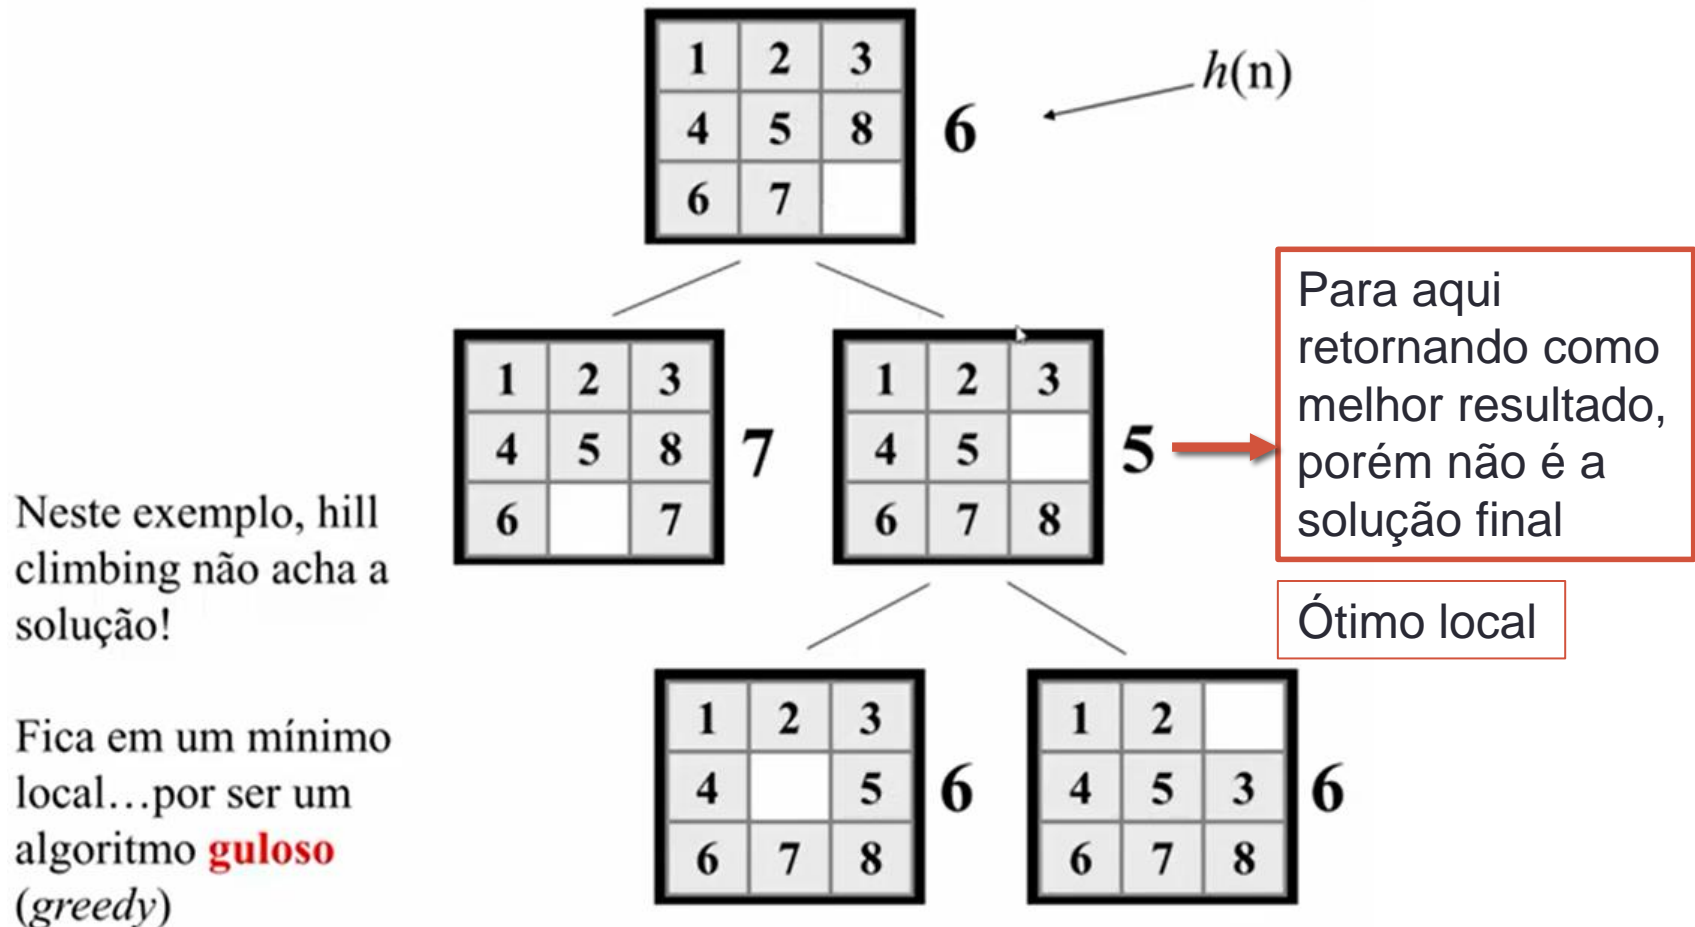 1 2 3
4 5 8
6 7
6
h(n)
1 2 3
4 5 8
6 7
7
1 2 3
4 5
6 7 8
5
Para aqui
retornando como
melhor resultado,
porém não é a
solução final
Ótimo local
Neste exemplo, hill
climbing não acha a
solução!
Fica em um mínimo
local...por ser um
algoritmo guloso
(greedy)
1 2 3
4 5
6 7 8
6
1 2
4 5 3
6 7 8
6